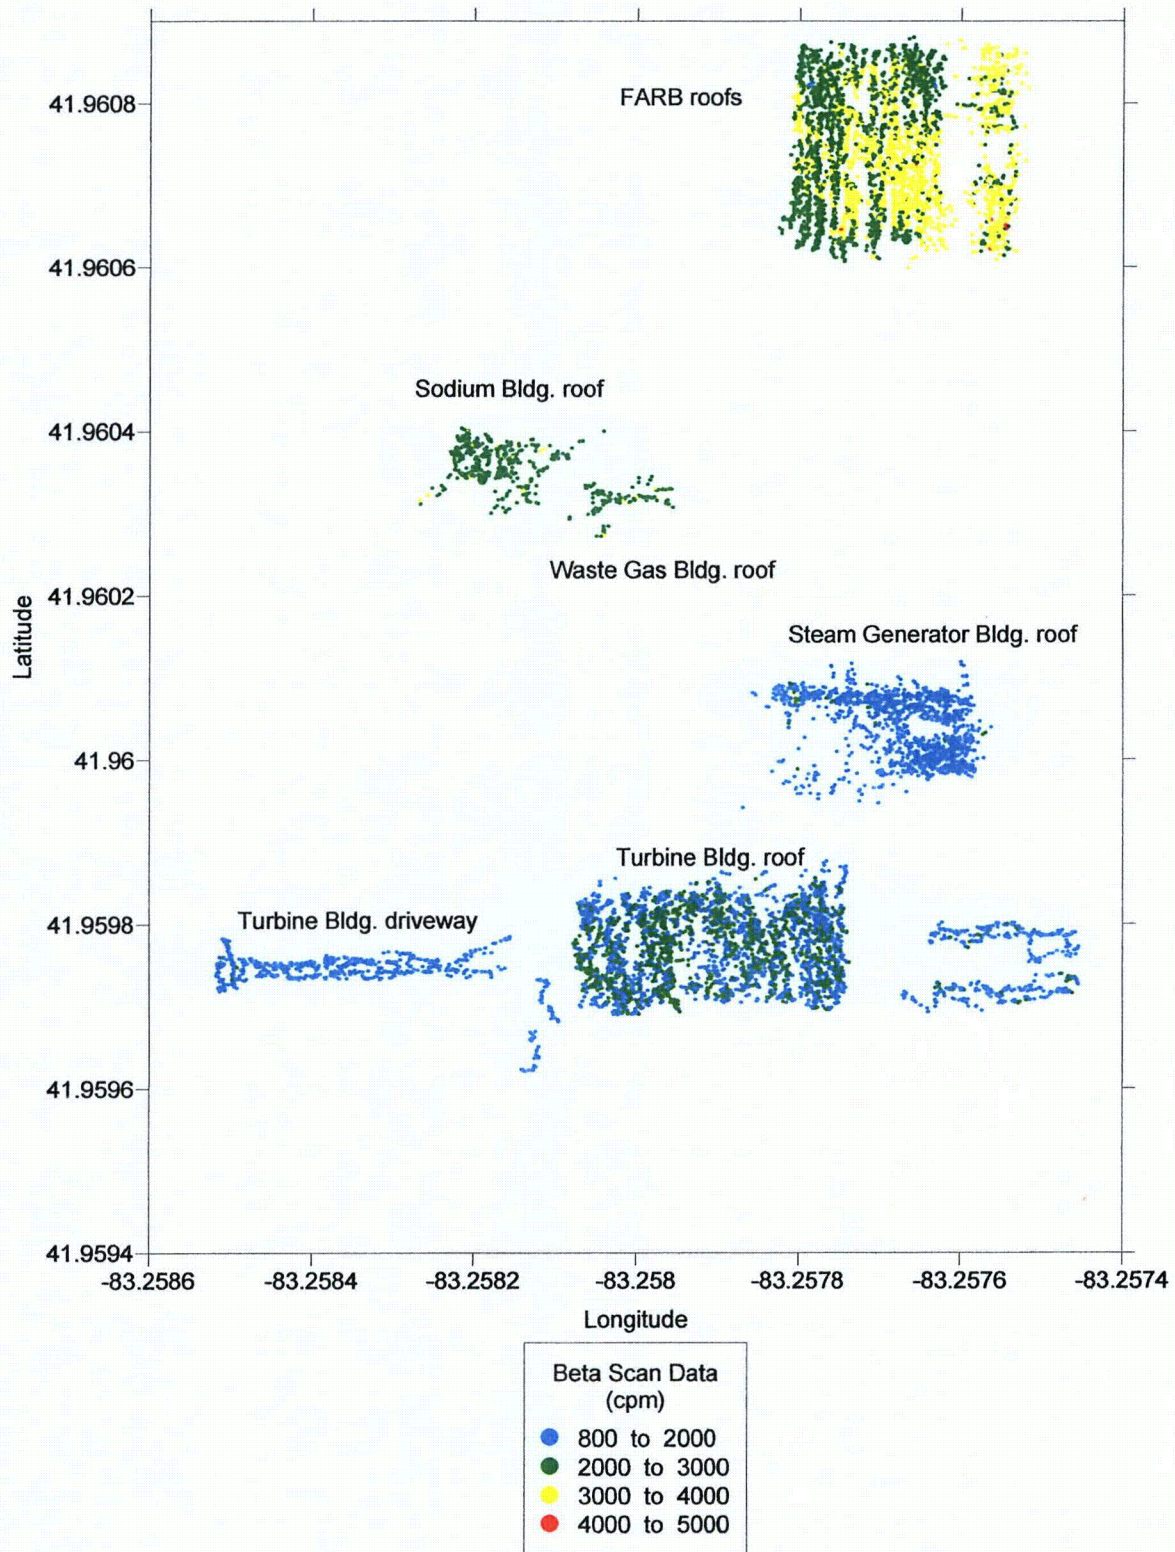 FARB roofs
41.9608
41.9606
Sodium Bldg. roof
41.9604
Waste Gas Bldg. roof
41.9602
Latitude
Steam Generator Bldg. roof
41.96
Turbine Bldg. roof
Turbine Bldg. driveway
41.9598
41.9596
41.9594
-83.2586 -83.2584 -83.2582 -83.258 -83.2578 -83.2576 -83.2574
Longitude
Beta Scan Data
(cpm)
800 to 2000
2000 to 3000
3000 to 4000
4000 to 5000